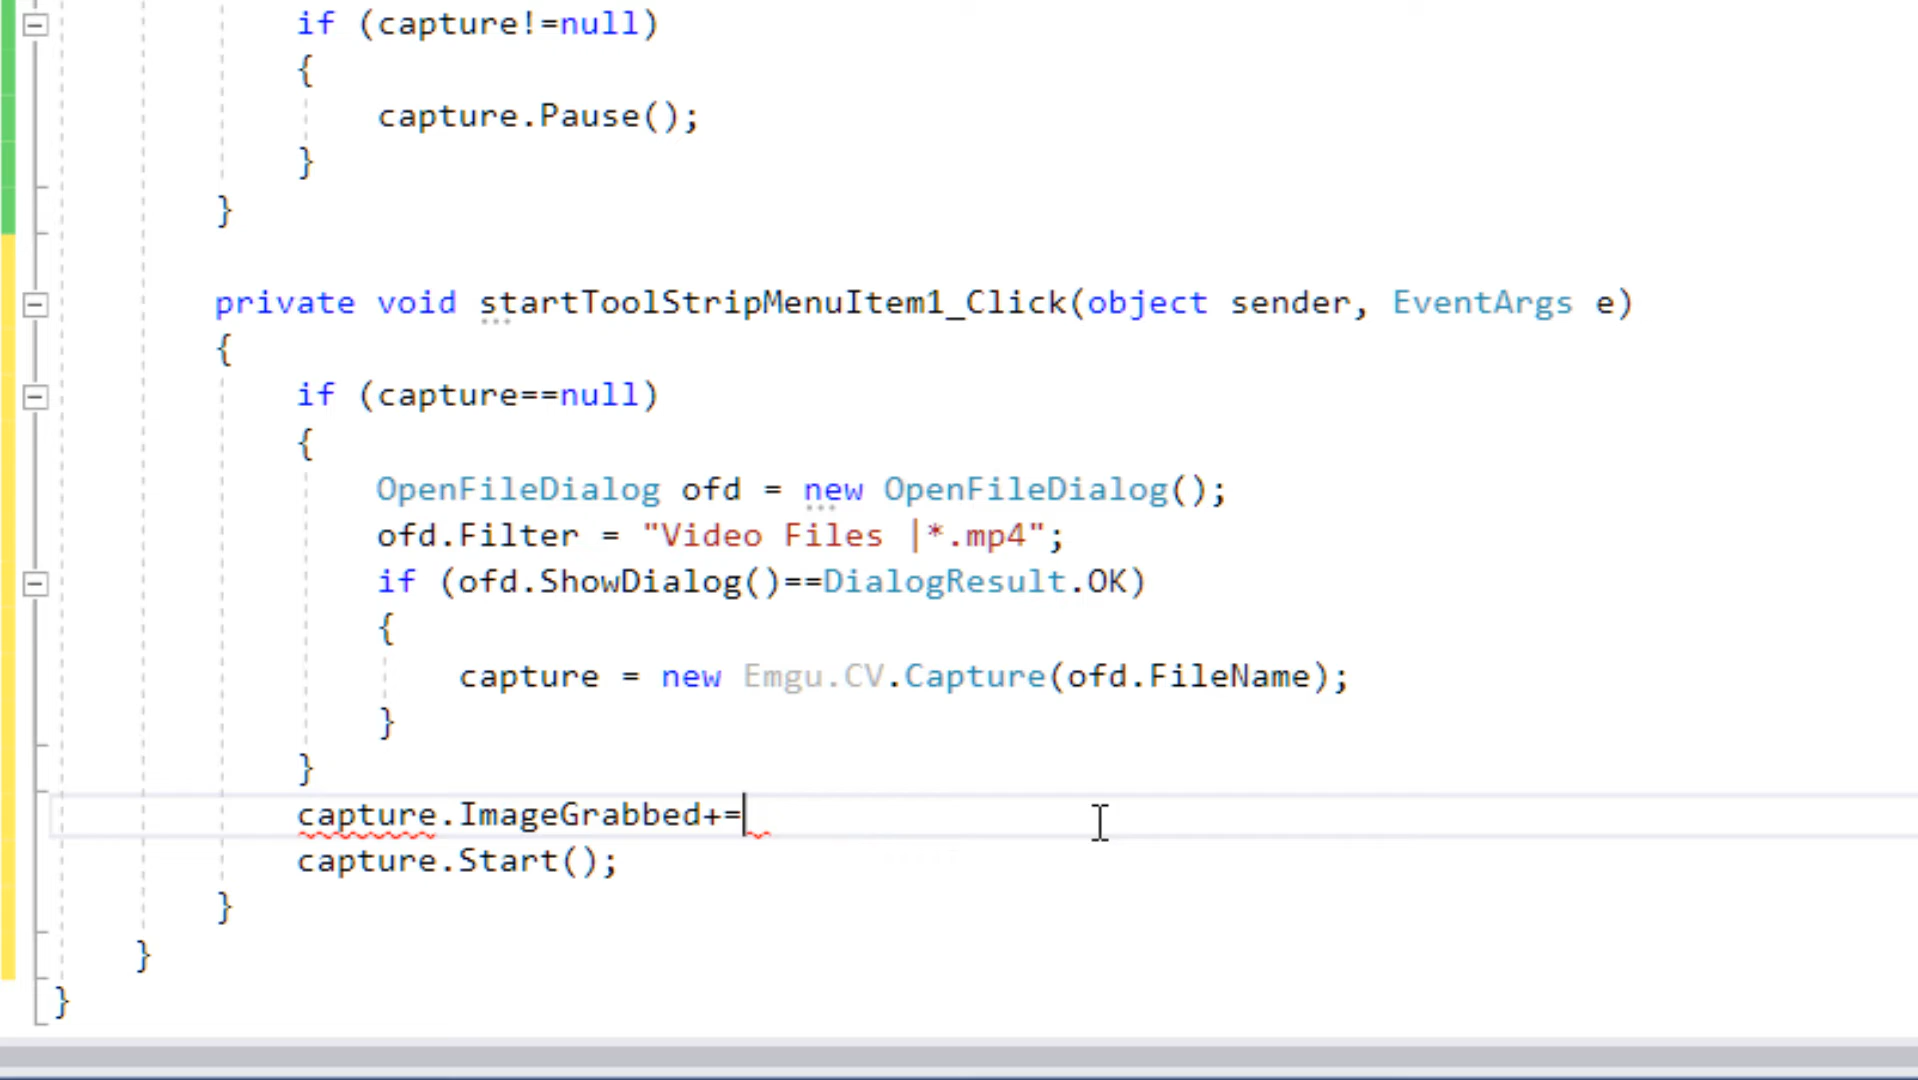 if (capture!=null)
{
capture.Pause();
}
}
private void startToolStripMenuItem1_Click(object sender, EventArgs e)
{
if (capture==null)
{
OpenFileDialog ofd = new OpenFileDialog();
ofd.Filter = "Video Files |*.mp4";
if (ofd.ShowDialog()==DialogResult.OK)
{
capture = new Emgu.CV.Capture(ofd.FileName);
}
}
capture.ImageGrabbed+=
capture.Start();
}
}
}